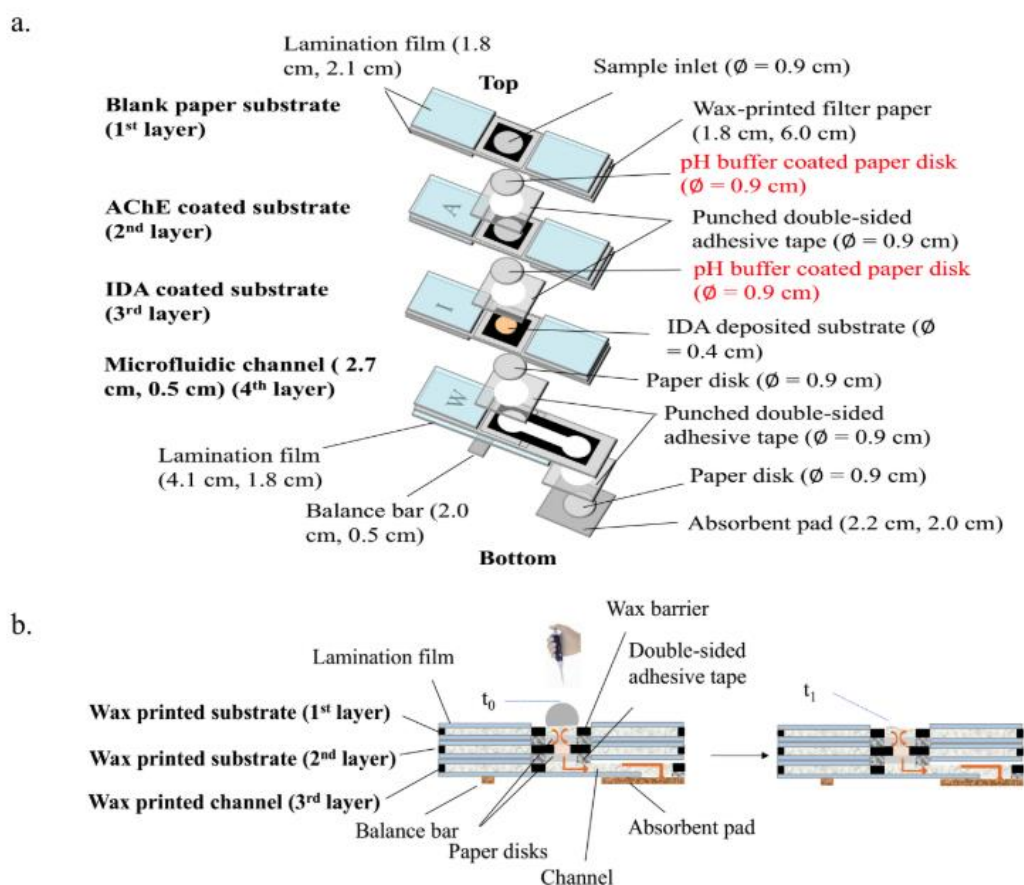 a.
Lamination film (1.8
cm, 2.1 cm)
Top
Sample inlet (Ø = 0.9 cm)
Blank paper substrate
(1st layer)
Wax-printed filter paper
(1.8 cm, 6.0 cm)
pH buffer coated paper disk
(Ø = 0.9 cm)
AChE coated substrate
(2nd layer)
A
Punched double-sided
adhesive tape (Ø = 0.9 cm)
pH buffer coated paper disk
(Ø = 0.9 cm)
IDA coated substrate
(3rd layer)
I
IDA deposited substrate (Ø
= 0.4 cm)
Microfluidic channel ( 2.7
cm, 0.5 cm) (4th layer)
W
Paper disk (Ø = 0.9 cm)
Punched double-sided
adhesive tape (Ø = 0.9 cm)
Lamination film
(4.1 cm, 1.8 cm)
Paper disk (Ø = 0.9 cm)
Balance bar (2.0
cm, 0.5 cm)
Absorbent pad (2.2 cm, 2.0 cm)
Bottom
b.
Wax barrier
Lamination film
Double-sided
adhesive tape
t0
t1
Wax printed substrate (1st layer)
Wax printed substrate (2nd layer)
Wax printed channel (3rd layer)
Balance bar
Paper disks
Absorbent pad
Channel